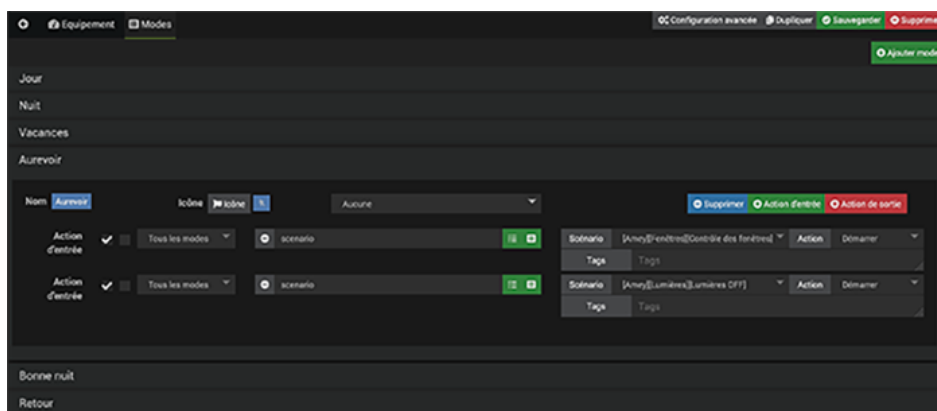 Equipement Modes Configuration avancée Dupliquer Sauvegarder Supprime
Ajouter mode
Jour
Nuit
Vacances
Aurevoir
Nom Aurevoir Icône Icône Aucune Supprimer Action d'entrée Action de sortie
Action d'entrée Tous les modes scenario Scénario [Amey][Fenêtres][Contrôle des fenêtres] Action Démarrer
Tags Tags
Action d'entrée Tous les modes scenario Scénario [Amey][Lumières][Lumières OFF] Action Démarrer
Tags Tags
Bonne nuit
Retour